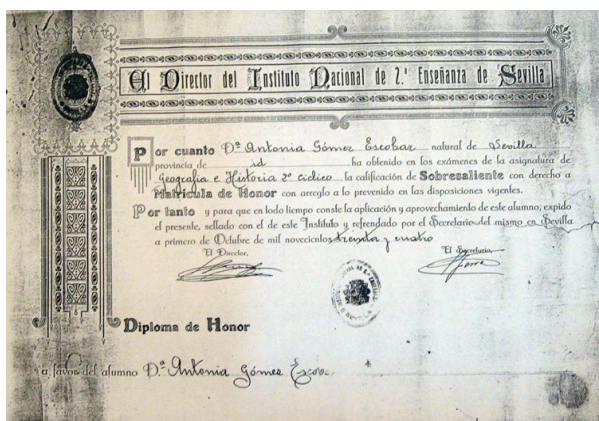 El Director del Instituto Nacional de 2.ª Enseñanza de Sevilla
Por cuanto Dª Antonia Gómez Escobar natural de Sevilla
provincia de id ha obtenido en los exámenes de la asignatura de
Geografia e Historia 2º ciclico la calificación de Sobresaliente con derecho a
Matrícula de Honor con arreglo a lo prevenido en las disposiciones vigentes.
Por tanto y para que en todo tiempo conste la aplicación y aprovechamiento de este alumno, expido
el presente, sellado con el de este Instituto y refrendado por el Secretario del mismo en Sevilla
a primero de Octubre de mil novecientos treinta y cuatro
El Director, El Secretario
Diploma de Honor
a favor del alumno D.ª Antonia Gómez